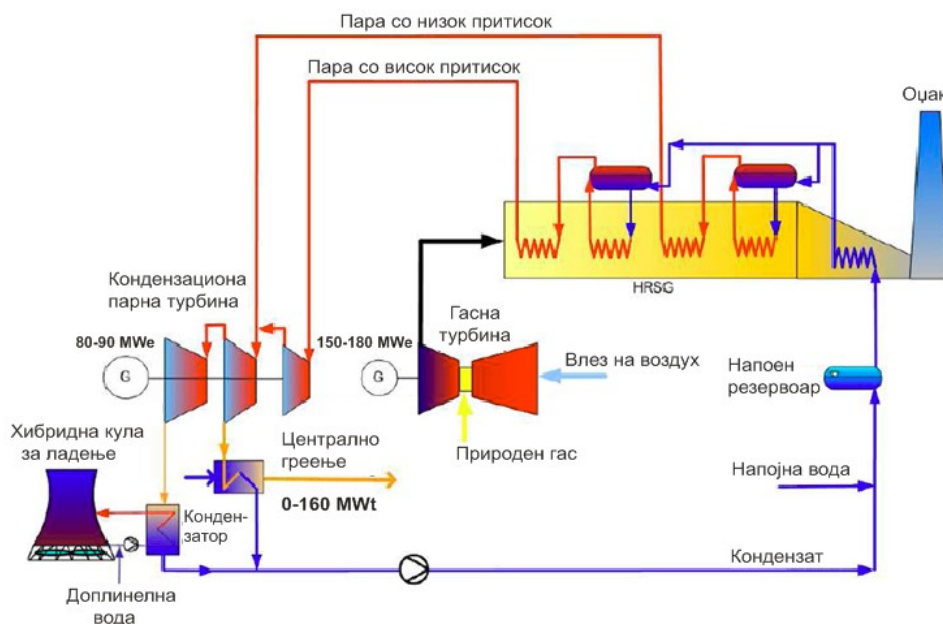 Пара со низок притисок
Пара со висок притисок
Оџак
HRSG
Кондензациона
парна турбина
Гасна
турбина
80-90 MWe
150-180 MWe
G
G
Влез на воздух
Напоен
резервоар
Природен гас
Хибридна кула
за ладење
Централно
греење
0-160 MWt
Напојна вода
Конден-
затор
Кондензат
Доплинелна
вода